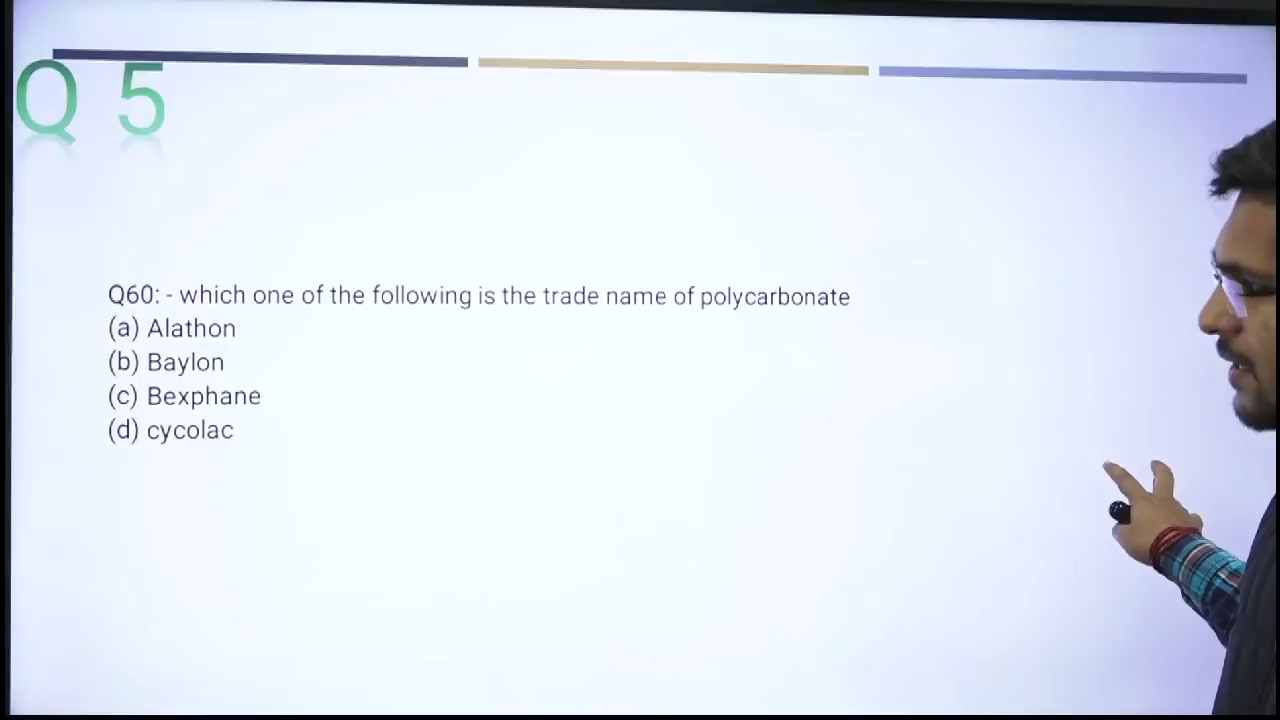 Q 5
Q60: - which one of the following is the trade name of polycarbonate
(a) Alathon
(b) Baylon
(c) Bexphane
(d) cycolac